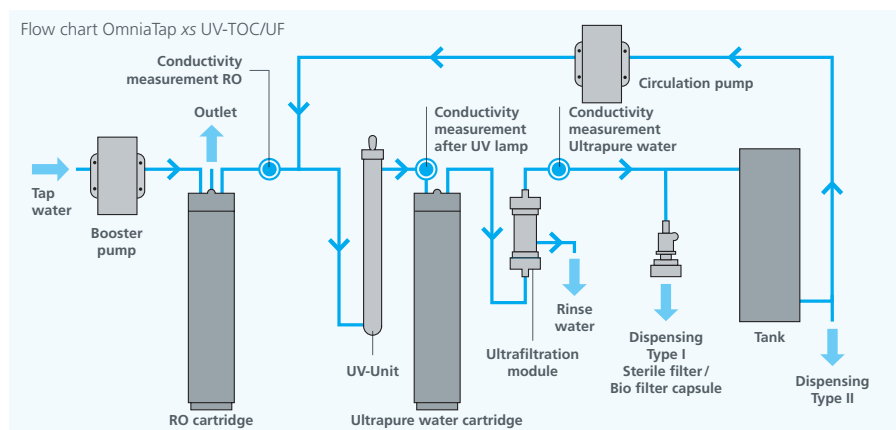 Flow chart OmniaTap xs UV-TOC/UF
Conductivity
measurement RO
Outlet
Circulation pump
Conductivity
measurement
after UV lamp
Conductivity
measurement
Ultrapure water
Tap
water
Booster
pump
Rinse
water
UV-Unit
Ultrafiltration
module
Dispensing
Type I
Sterile filter /
Bio filter capsule
Tank
Dispensing
Type II
RO cartridge
Ultrapure water cartridge